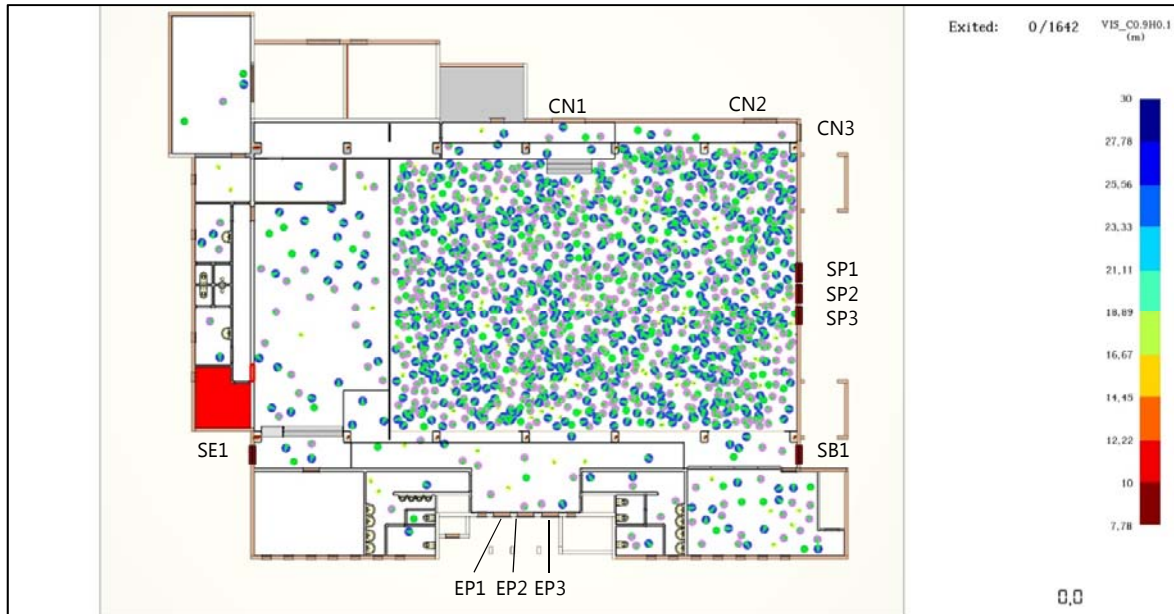 Exited: 0/1642 VIS_C0.9H0.1
(m)
CN1 CN2
CN3
30
27,78
25,56
23,33
21,11
18,89
16,67
14,45
12,22
10
7,78
SP1
SP2
SP3
SE1 SB1
EP1 EP2 EP3
0,0